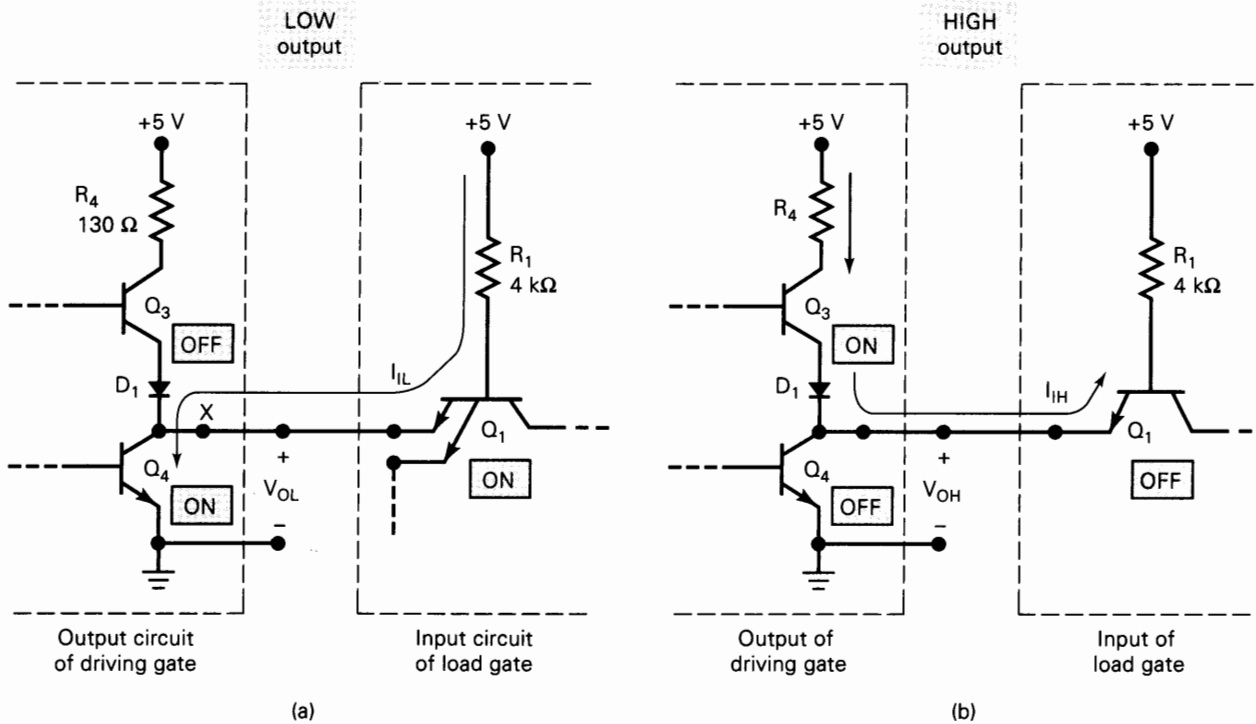 LOW
output
HIGH
output
+5 V
+5 V
+5 V
+5 V
R4
130 Ω
R1
4 kΩ
R4
R1
4 kΩ
Q3
OFF
Q3
ON
D1
IIL
D1
IIH
X
Q1
Q1
Q4
ON
+
VOL
–
ON
Q4
OFF
+
VOH
–
OFF
Output circuit
of driving gate
Input circuit
of load gate
Output of
driving gate
Input of
load gate
(a)
(b)